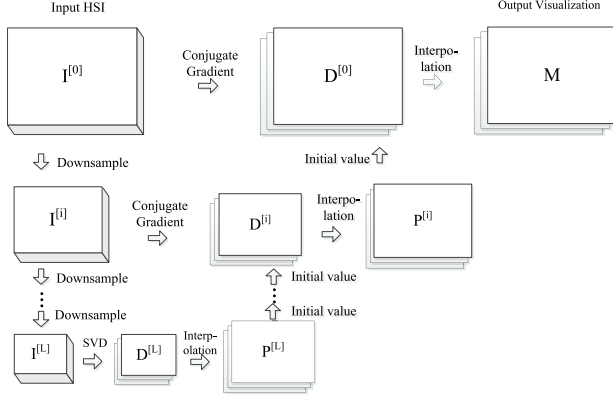 Input HSI
Output Visualization
I[0]
Conjugate
Gradient
D[0]
Interpo-
lation
M
Downsample
Initial value
I[i]
Conjugate
Gradient
D[i]
Interpo-
lation
P[i]
Downsample
Initial value
Downsample
Initial value
I[L]
SVD
D[L]
Interp-
olation
P[L]